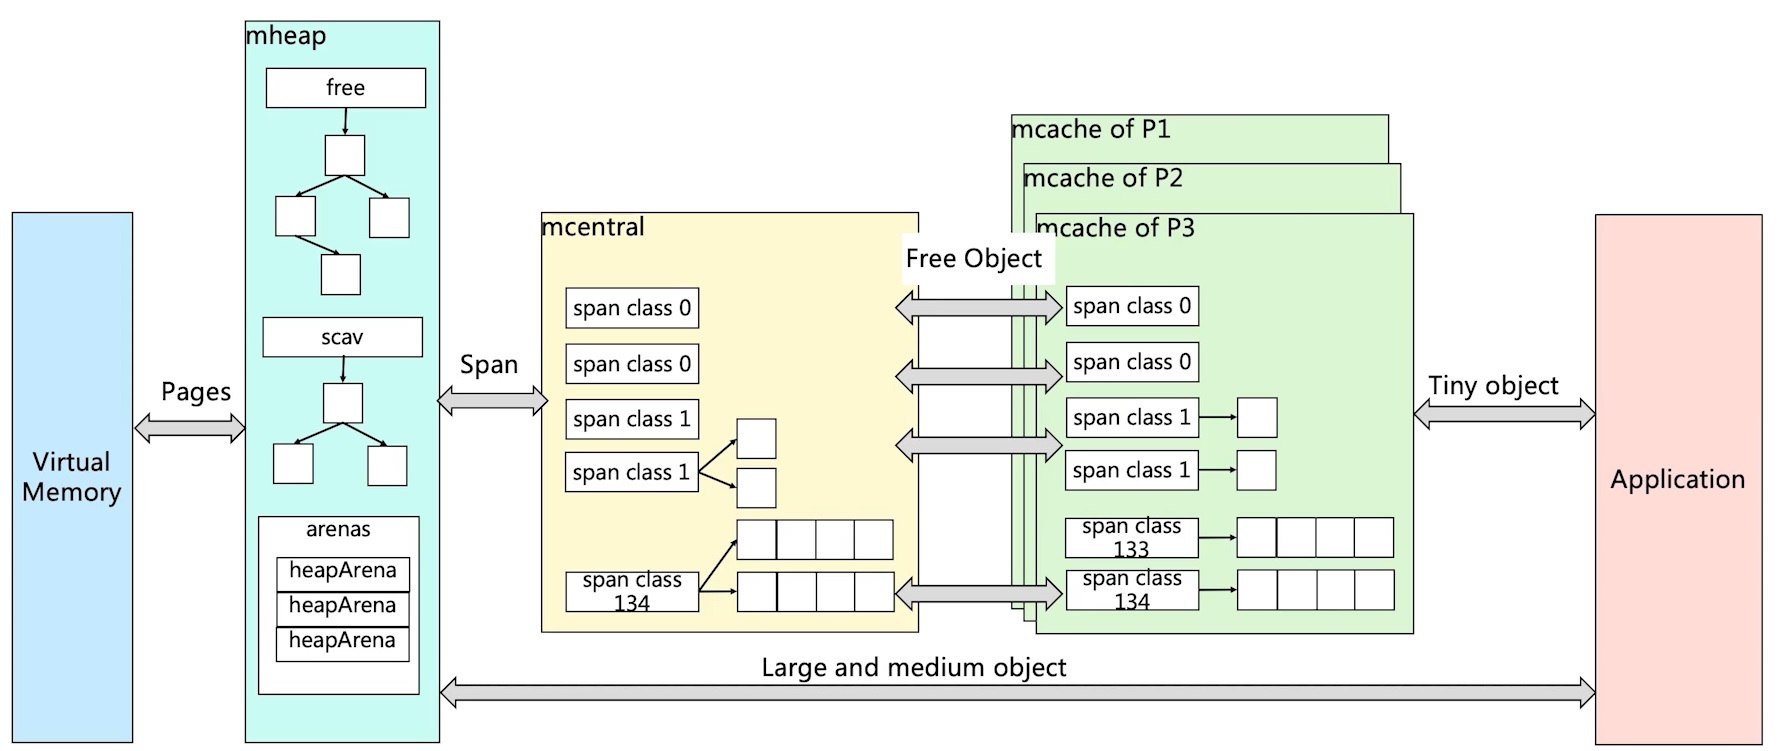 Virtual
Memory
Pages
mheap
free
scav
arenas
heapArena
heapArena
heapArena
Span
mcentral
span class 0
span class 0
span class 1
span class 1
span class
134
Free Object
mcache of P1
mcache of P2
mcache of P3
span class 0
span class 0
span class 1
span class 1
span class
133
span class
134
Tiny object
Application
Large and medium object